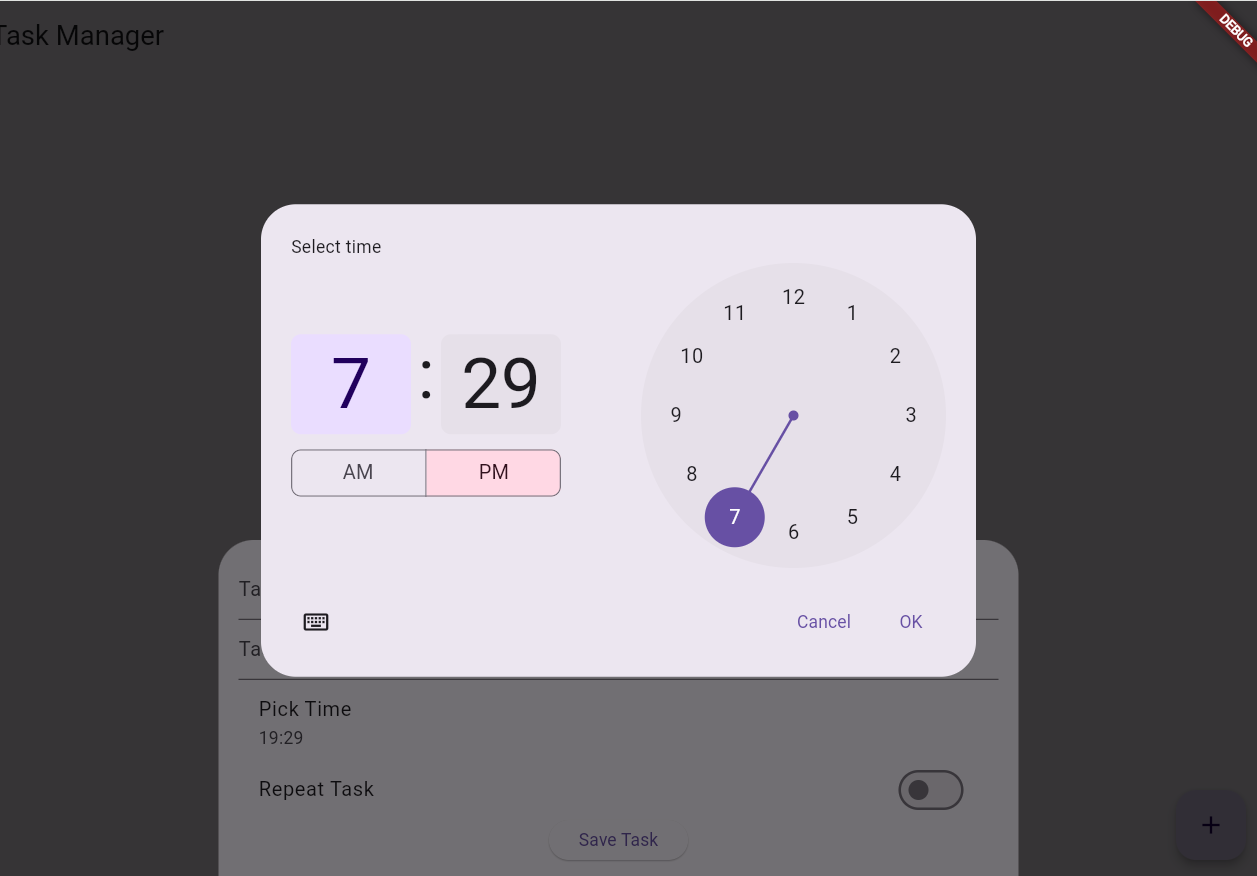 Task Manager
DEBUG
Select time
7 : 29
AM PM
12
11 1
10 2
9 3
8 4
7 5
6
Ta
Ta
Cancel OK
Pick Time
19:29
Repeat Task
Save Task
+